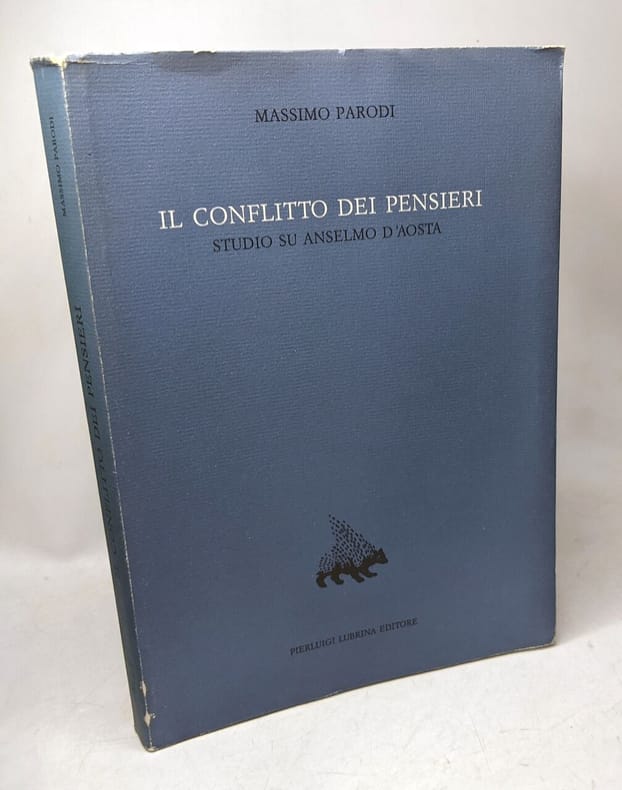 MASSIMO PARODI
IL CONFLITTO DEI PENSIERI
STUDIO SU ANSELMO D'AOSTA
PIERLUIGI LUBRINA EDITORE
MASSIMO PARODI
IL CONFLITTO DEI PENSIERI